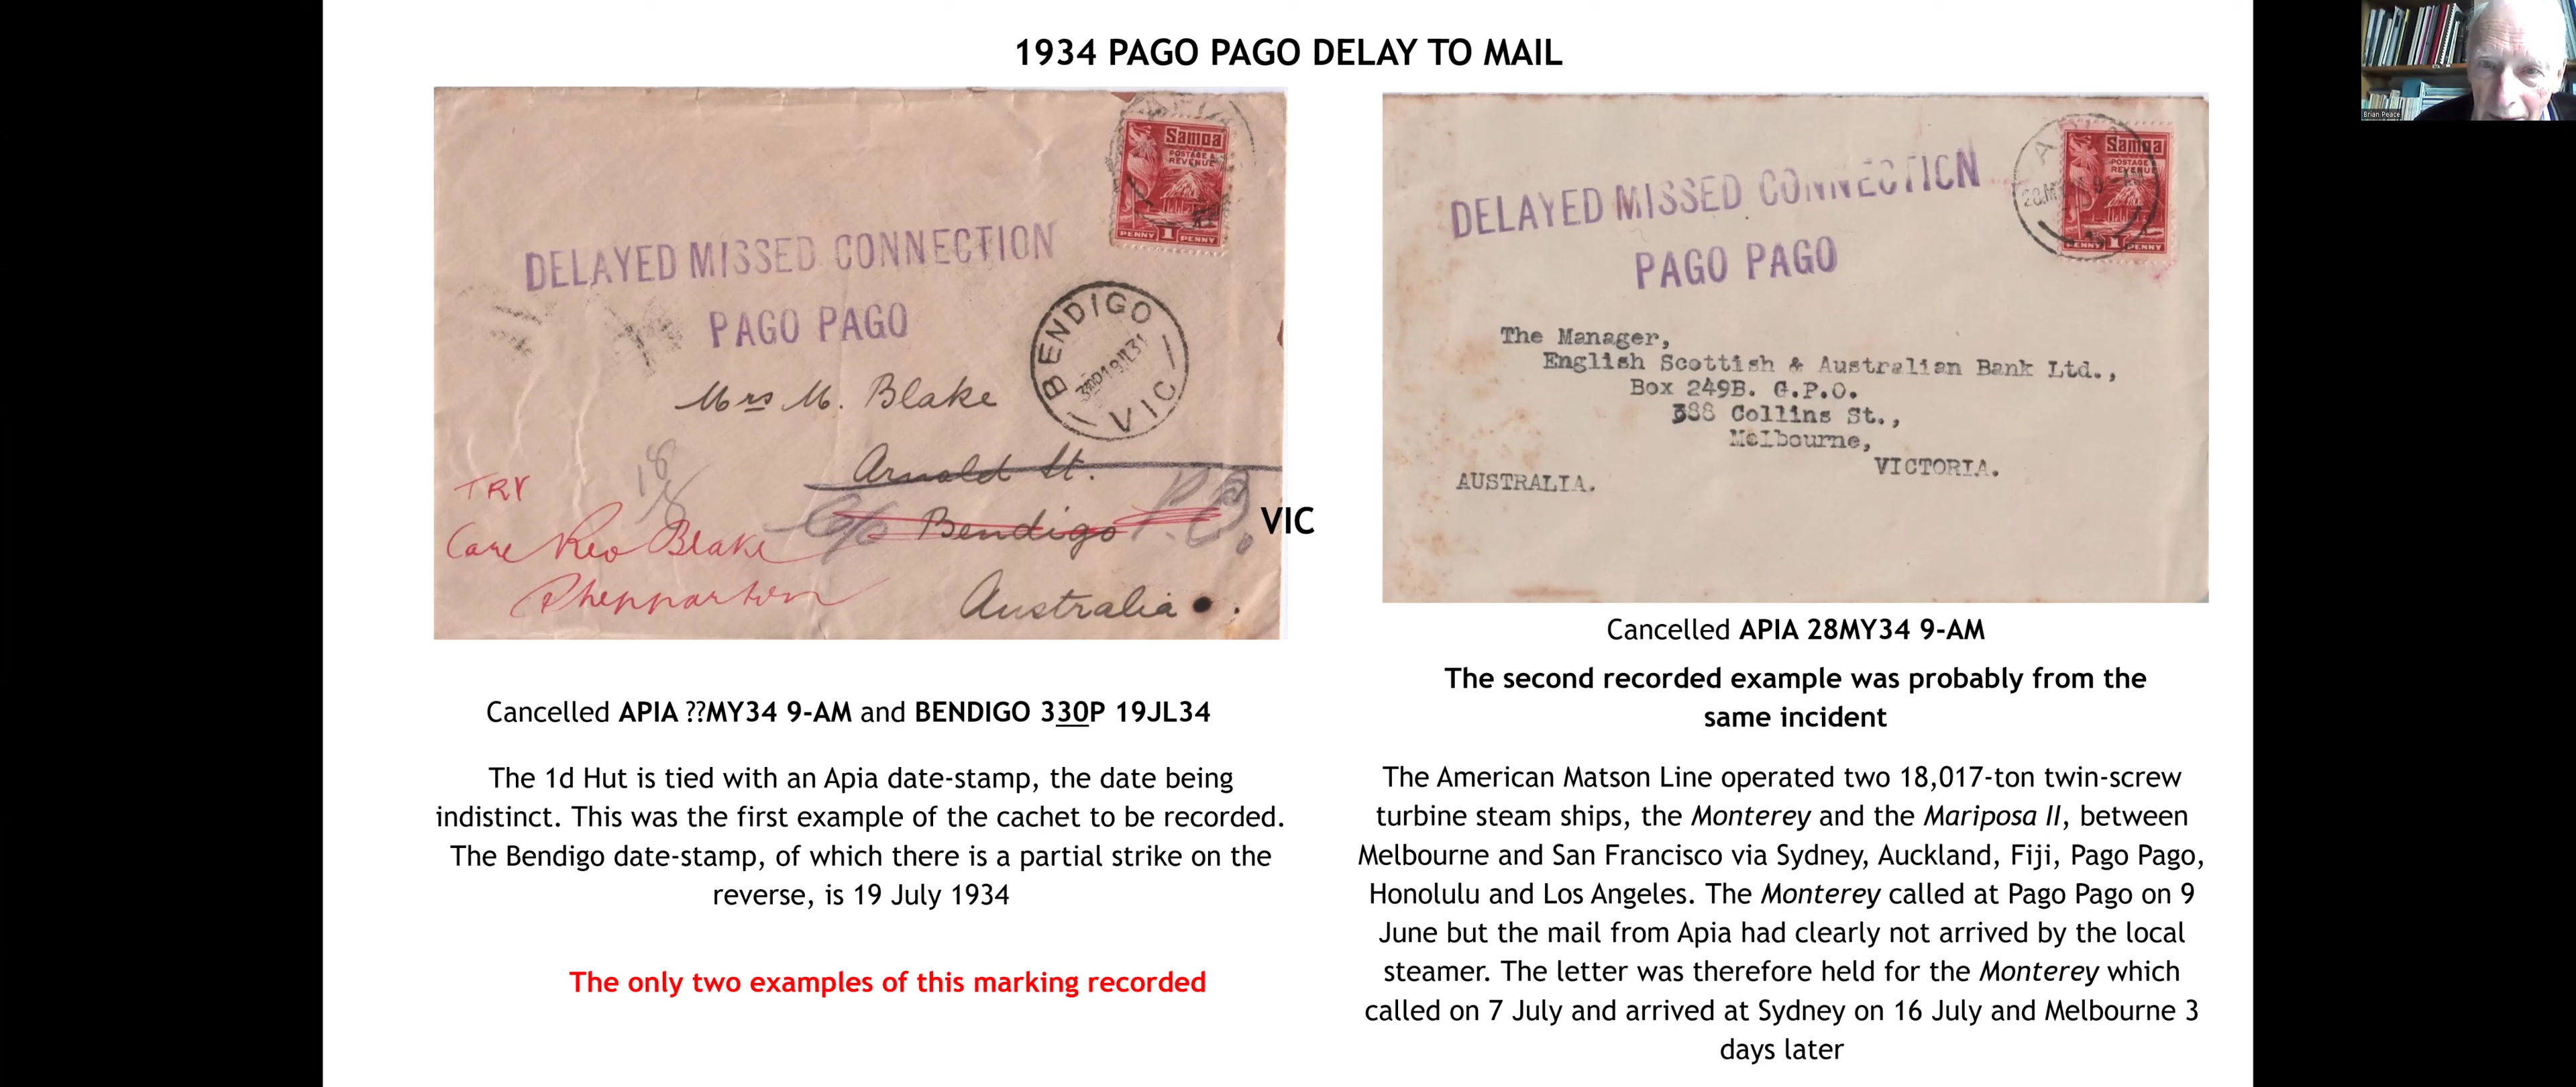 1934 PAGO PAGO DELAY TO MAIL
Samoa
POSTAGE &
REVENUE
PENNY 1 PENNY
DELAYED MISSED CONNECTION
PAGO PAGO
BENDIGO
VIC
Mrs M. Blake
Arnold St.
Bendigo
Australia
TRY
Care Rev Blake
Shepparton
C/o P.O.
18/
VIC
Cancelled APIA ??MY34 9-AM and BENDIGO 330P 19JL34
The 1d Hut is tied with an Apia date-stamp, the date being
indistinct. This was the first example of the cachet to be recorded.
The Bendigo date-stamp, of which there is a partial strike on the
reverse, is 19 July 1934
The only two examples of this marking recorded
Samoa
POSTAGE
REVENUE
PENNY 1 PENNY
DELAYED MISSED CONNECTION
PAGO PAGO
The Manager,
English Scottish & Australian Bank Ltd.,
Box 249B. G.P.O.
388 Collins St.,
Melbourne,
VICTORIA.
AUSTRALIA.
Cancelled APIA 28MY34 9-AM
The second recorded example was probably from the
same incident
The American Matson Line operated two 18,017-ton twin-screw
turbine steam ships, the Monterey and the Mariposa II, between
Melbourne and San Francisco via Sydney, Auckland, Fiji, Pago Pago,
Honolulu and Los Angeles. The Monterey called at Pago Pago on 9
June but the mail from Apia had clearly not arrived by the local
steamer. The letter was therefore held for the Monterey which
called on 7 July and arrived at Sydney on 16 July and Melbourne 3
days later
Brian Peace